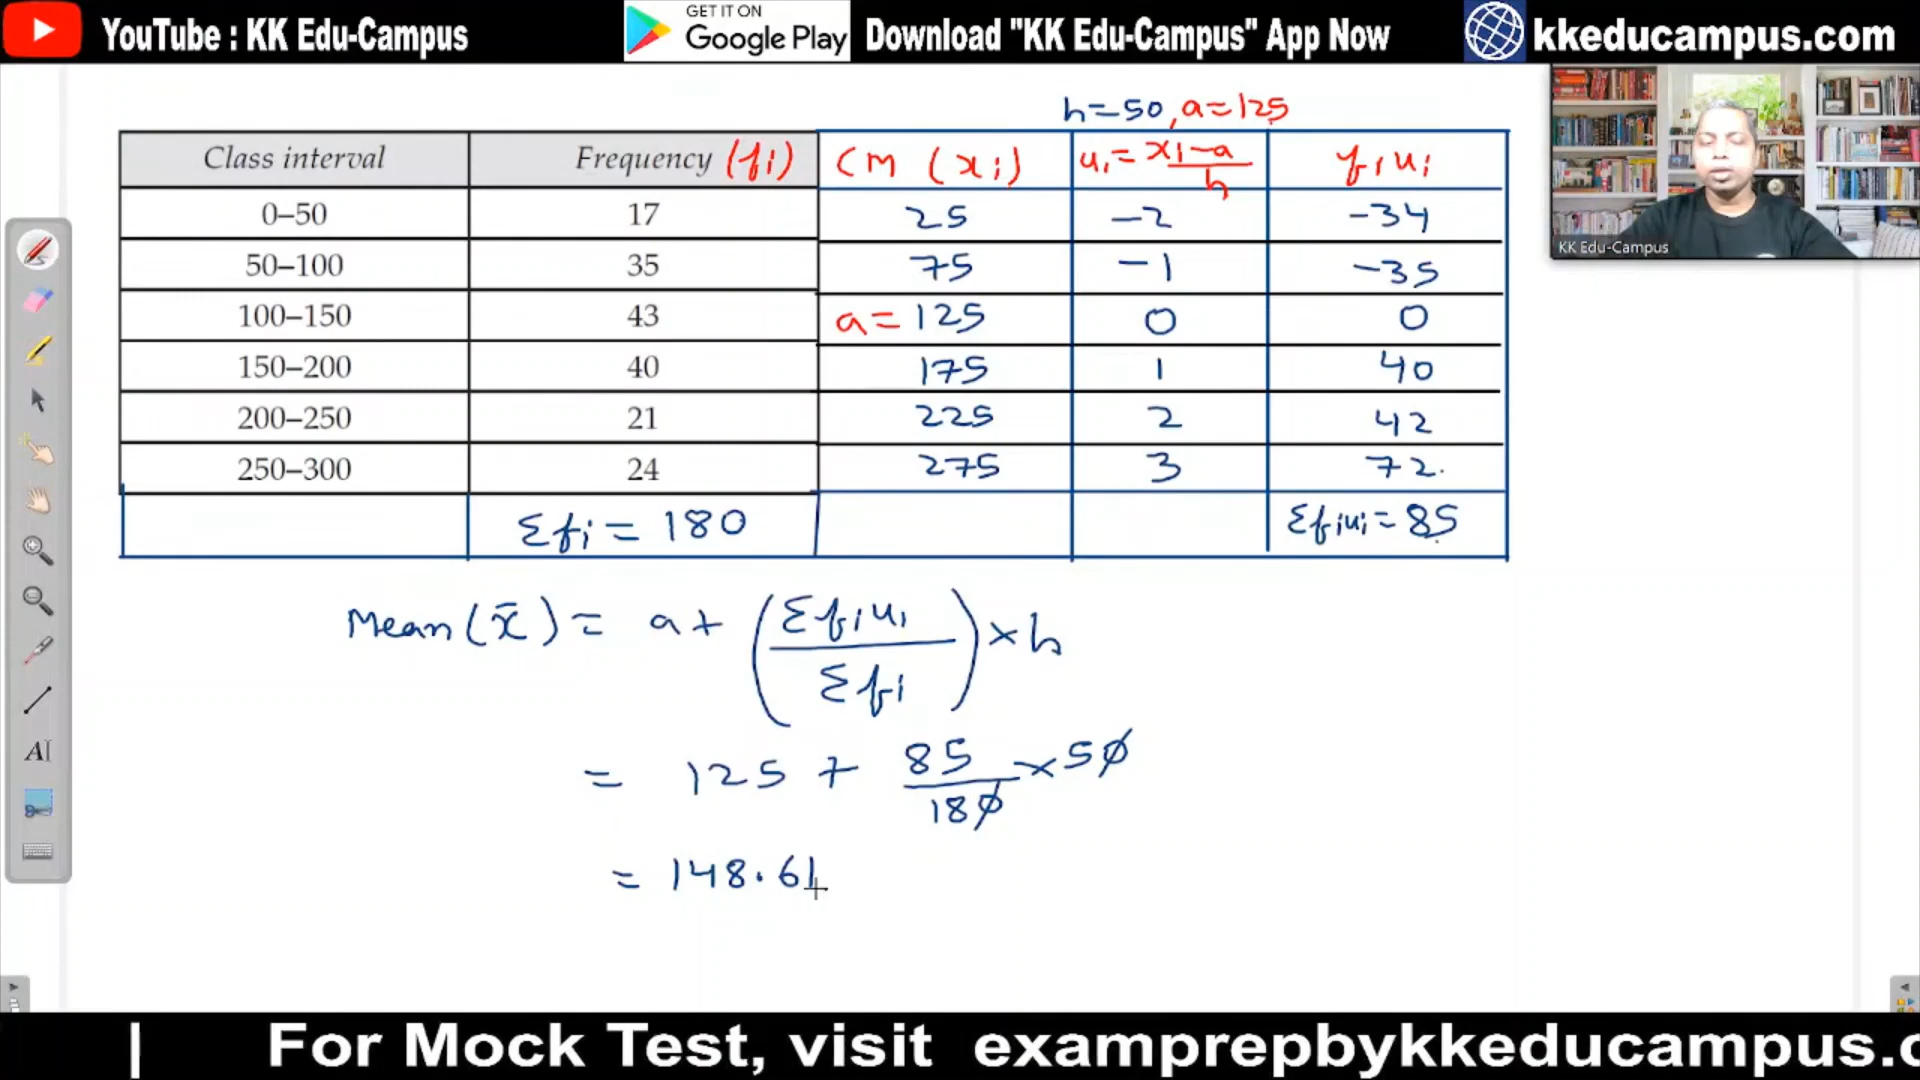 YouTube : KK Edu-Campus
GET IT ON
Google Play
Download "KK Edu-Campus" App Now
kkeducampus.com
KK Edu-Campus
h=50, a=125
Class interval Frequency (fi) CM (xi) ui = xi-a/h fiui
0–50 17 25 -2 -34
50–100 35 75 -1 -35
100–150 43 a= 125 0 0
150–200 40 175 1 40
200–250 21 225 2 42
250–300 24 275 3 72.
Σfi = 180 Σfiui = 85
Mean (x̄) = a+ (Σfiui/Σfi) ×h
= 125 + 85/180 ×50
= 148.61
AI
| For Mock Test, visit examprepbykkeducampus.c